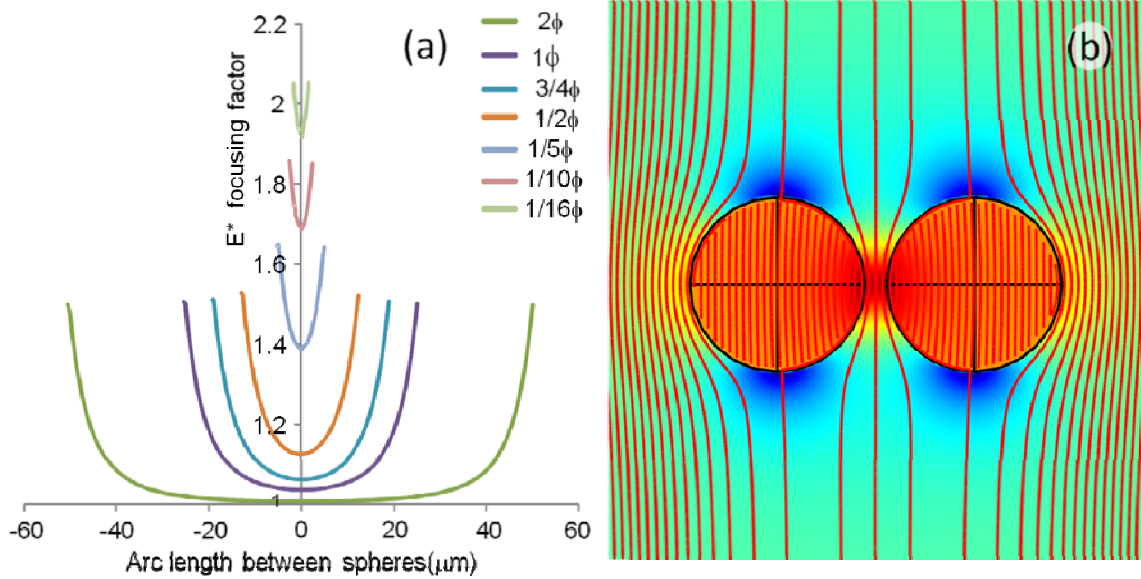 2.2
2
1.8
1.6
1.4
1.2
1
E* focusing factor
(a)
2ϕ
1ϕ
3/4ϕ
1/2ϕ
1/5ϕ
1/10ϕ
1/16ϕ
-60
-40
-20
0
20
40
60
Arc length between spheres(μm)
(b)